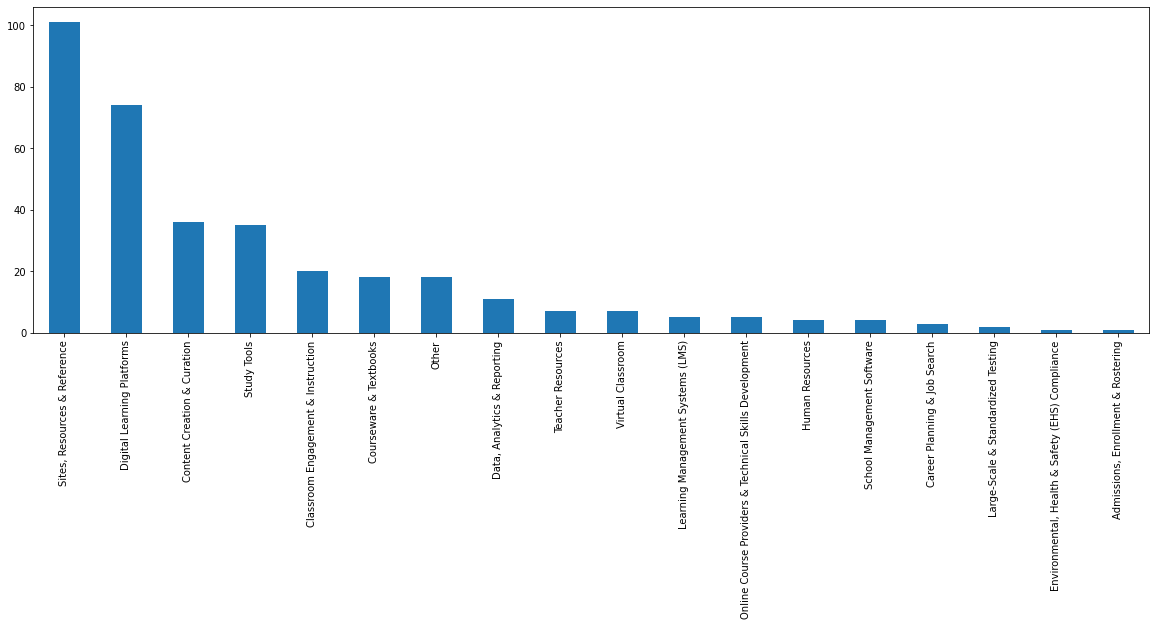 100
80
60
40
20
0
Sites, Resources & Reference
Digital Learning Platforms
Content Creation & Curation
Study Tools
Classroom Engagement & Instruction
Courseware & Textbooks
Other
Data, Analytics & Reporting
Teacher Resources
Virtual Classroom
Learning Management Systems (LMS)
Online Course Providers & Technical Skills Development
Human Resources
School Management Software
Career Planning & Job Search
Large-Scale & Standardized Testing
Environmental, Health & Safety (EHS) Compliance
Admissions, Enrollment & Rostering